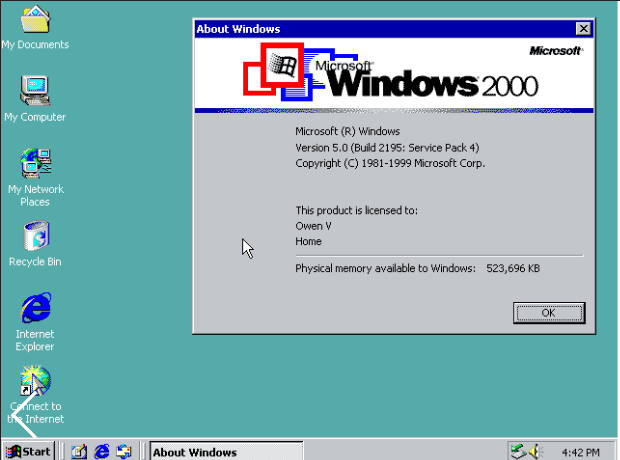 My Documents
My Computer
My Network
Places
Recycle Bin
Internet
Explorer
Connect to
the Internet
About Windows
Microsoft
Microsoft
Windows 2000
Microsoft (R) Windows
Version 5.0 (Build 2195: Service Pack 4)
Copyright (C) 1981-1999 Microsoft Corp.
This product is licensed to:
Owen V
Home
Physical memory available to Windows: 523,696 KB
OK
Start
About Windows
4:42 PM